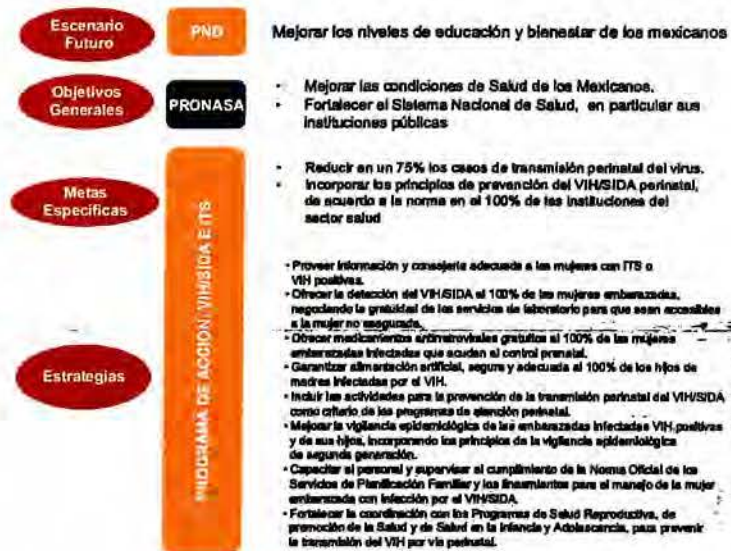 Escenario
Futuro
PND
Mejorar los niveles de educación y bienestar de los mexicanos
Objetivos
Generales
PRONASA
• Mejorar las condiciones de Salud de los Mexicanos.
• Fortalecer el Sistema Nacional de Salud, en particular sus
instituciones públicas
Metas
Especificas
• Reducir en un 75% los casos de transmisión perinatal del virus.
• Incorporar los principios de prevención del VIH/SIDA perinatal,
de acuerdo a la norma en el 100% de las instituciones del
sector salud
PROGRAMA DE ACCION: VIH/SIDA E ITS
Estrategias
• Proveer información y consejería adecuada a las mujeres con ITS o
VIH positivas.
• Ofrecer la detección del VIH/SIDA al 100% de las mujeres embarazadas,
negociando la gratuidad de los servicios de laboratorio para que sean accesibles
a la mujer no asegurada.
• Ofrecer medicamentos antirretrovirales gratuitos al 100% de las mujeres
embarazadas infectadas que acudan al control prenatal.
• Garantizar alimentación artificial, segura y adecuada al 100% de los hijos de
madres infectadas por el VIH.
• Incluir las actividades para la prevención de la transmisión perinatal del VIH/SIDA
como criterio de los programas de atención perinatal.
• Mejorar la vigilancia epidemiológica de las embarazadas infectadas VIH positivas
y de sus hijos, incorporando los principios de la vigilancia epidemiológica
de segunda generación.
• Capacitar al personal y supervisar el cumplimiento de la Norma Oficial de los
Servicios de Planificación Familiar y los lineamientos para el manejo de la mujer
embarazada con infección por el VIH/SIDA.
• Fortalecer la coordinación con los Programas de Salud Reproductiva, de
promoción de la Salud y de Salud en la Infancia y Adolescencia, para prevenir
la transmisión del VIH por vía perinatal.